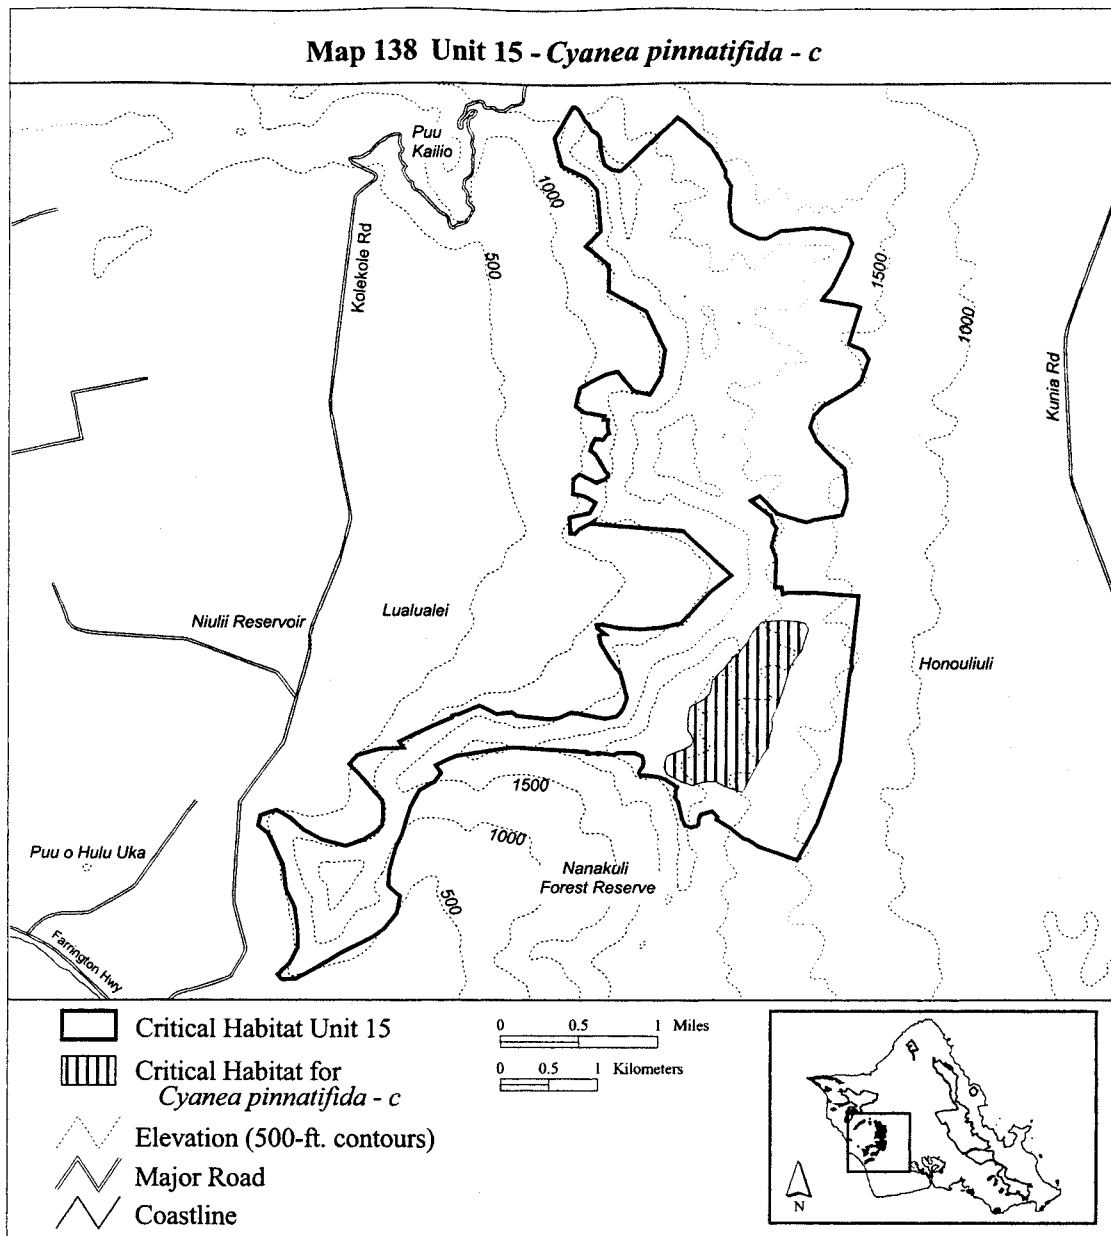 Map 138 Unit 15 - Cyanea pinnatifida - c
Puu
Kailio
1000
Kolekole Rd
500
1500
1000
Kunia Rd
Niulii Reservoir
Lualualei
Honouliuli
1500
1000
Puu o Hulu Uka
Nanakuli
Forest Reserve
500
Farrington Hwy
Critical Habitat Unit 15
Critical Habitat for
Cyanea pinnatifida - c
Elevation (500-ft. contours)
Major Road
Coastline
0 0.5 1 Miles
0 0.5 1 Kilometers
N